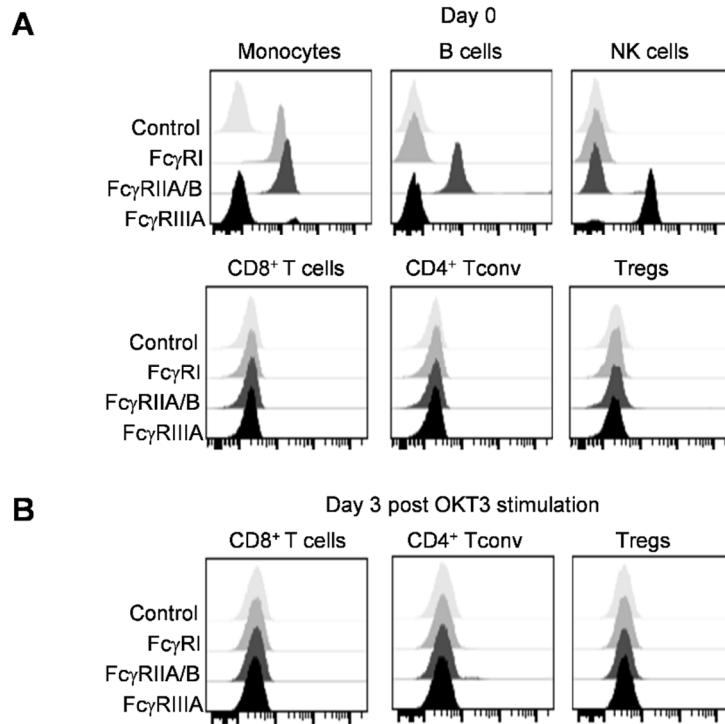 A
Day 0
Monocytes B cells NK cells
Control
FcγRI
FcγRIIA/B
FcγRIIIA
CD8⁺ T cells CD4⁺ Tconv Tregs
Control
FcγRI
FcγRIIA/B
FcγRIIIA
B
Day 3 post OKT3 stimulation
CD8⁺ T cells CD4⁺ Tconv Tregs
Control
FcγRI
FcγRIIA/B
FcγRIIIA